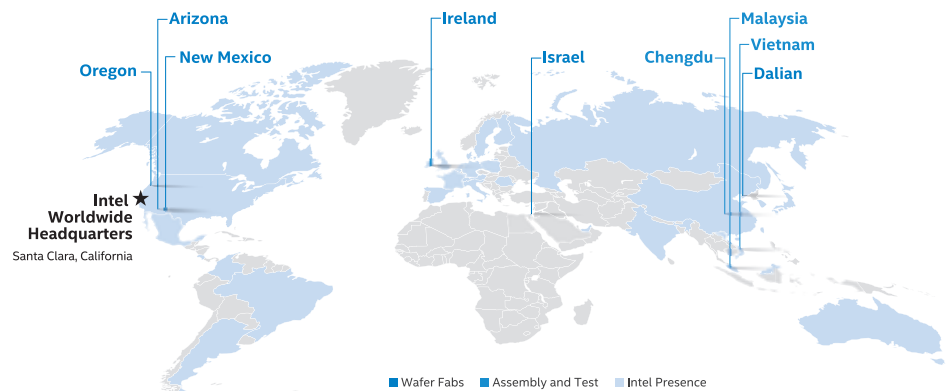 Arizona
Ireland
Malaysia
Oregon
New Mexico
Israel
Chengdu
Vietnam
Dalian
Intel
Worldwide
Headquarters
Santa Clara, California
Wafer Fabs
Assembly and Test
Intel Presence